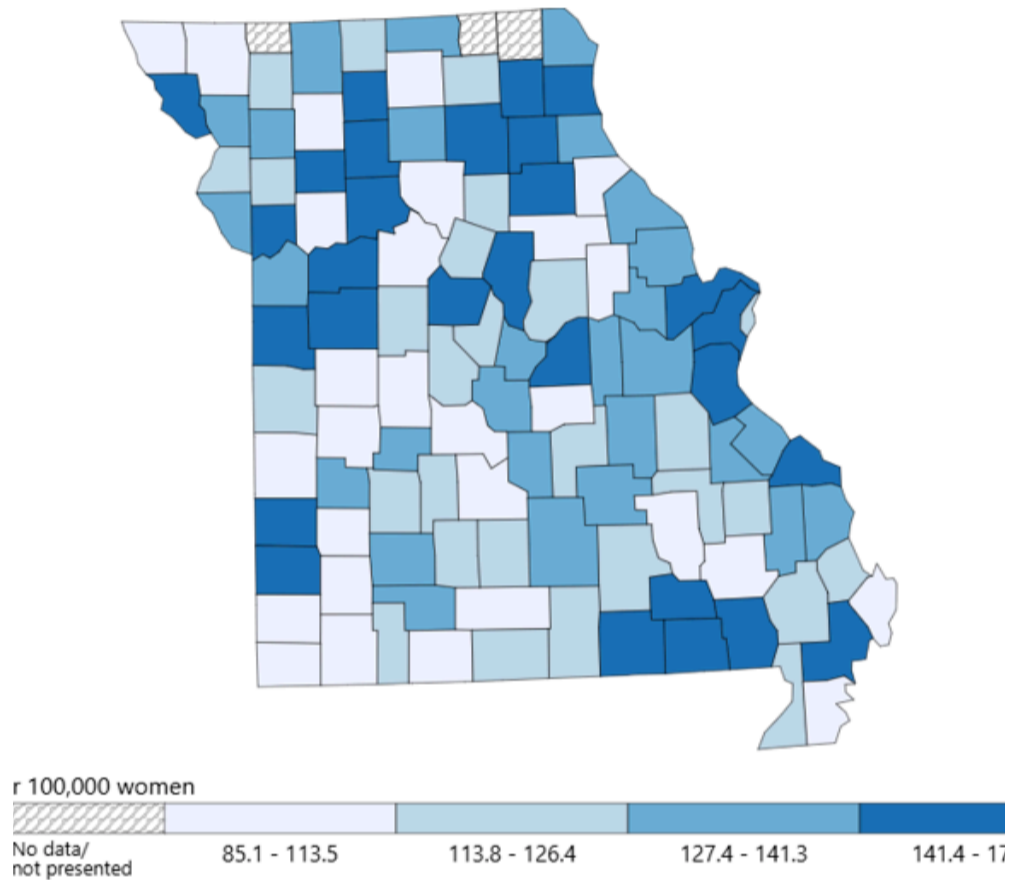 r 100,000 women
No data/
not presented
85.1 - 113.5
113.8 - 126.4
127.4 - 141.3
141.4 - 17